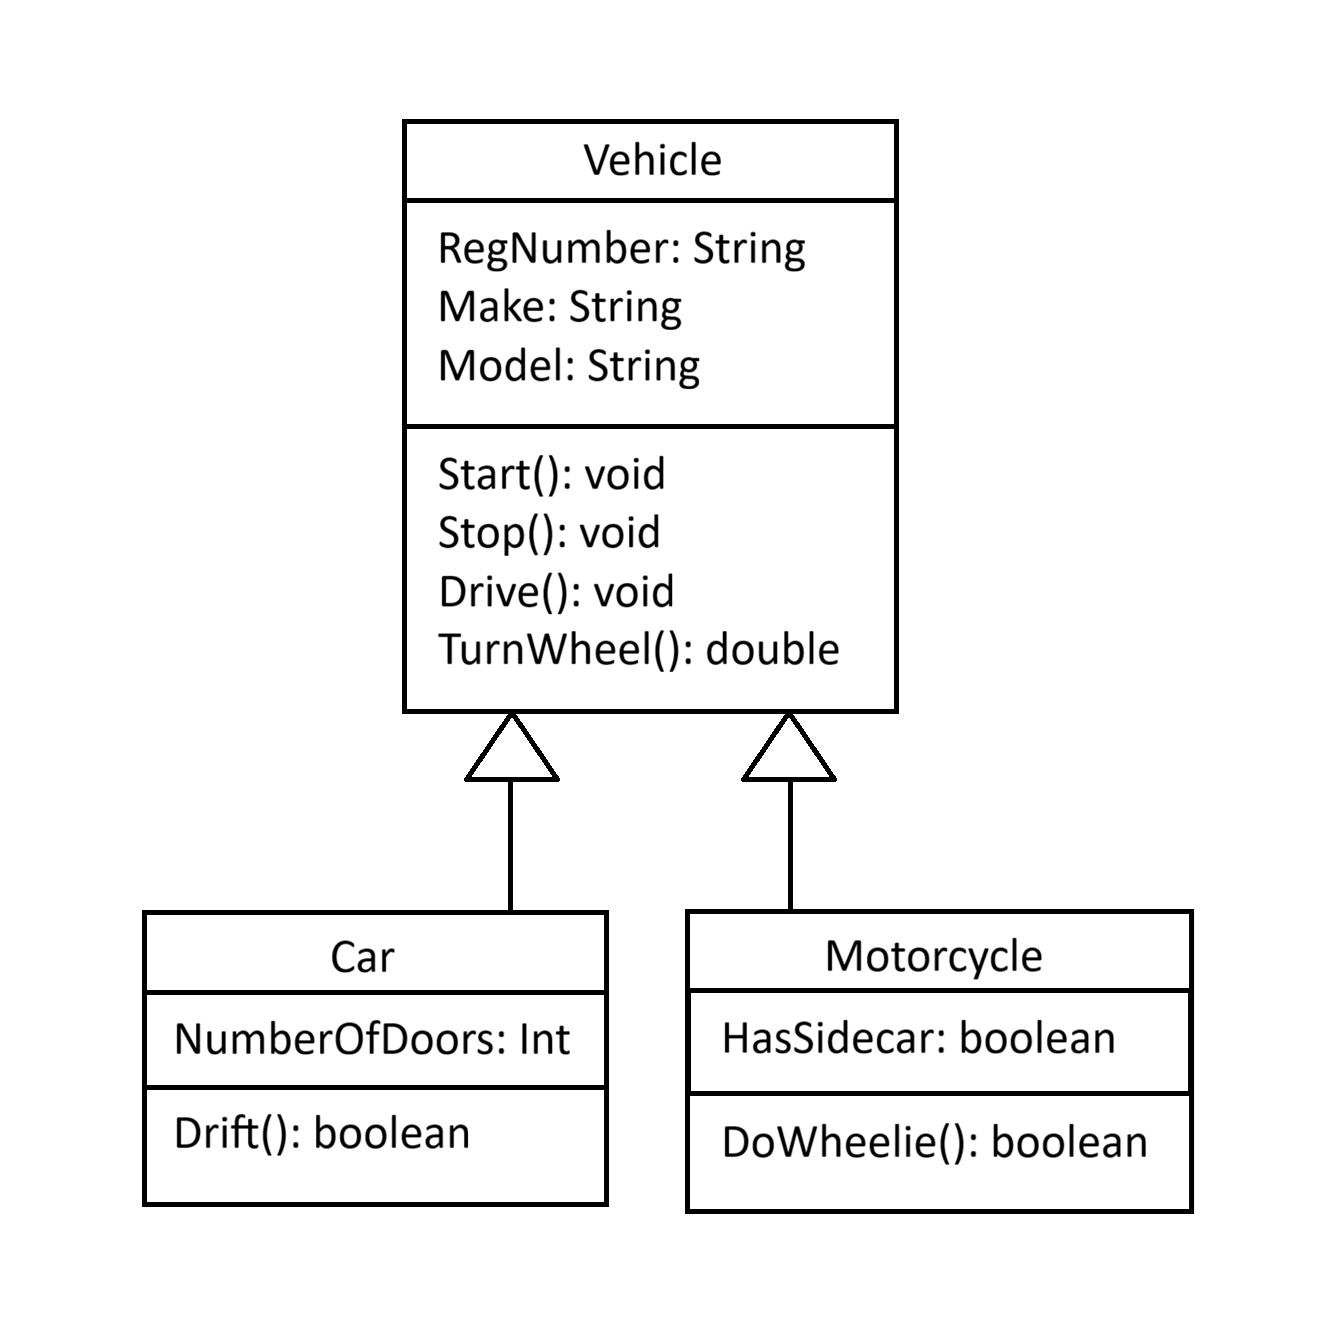 Vehicle
RegNumber: String
Make: String
Model: String
Start(): void
Stop(): void
Drive(): void
TurnWheel(): double
Car
NumberOfDoors: Int
Drift(): boolean
Motorcycle
HasSidecar: boolean
DoWheelie(): boolean